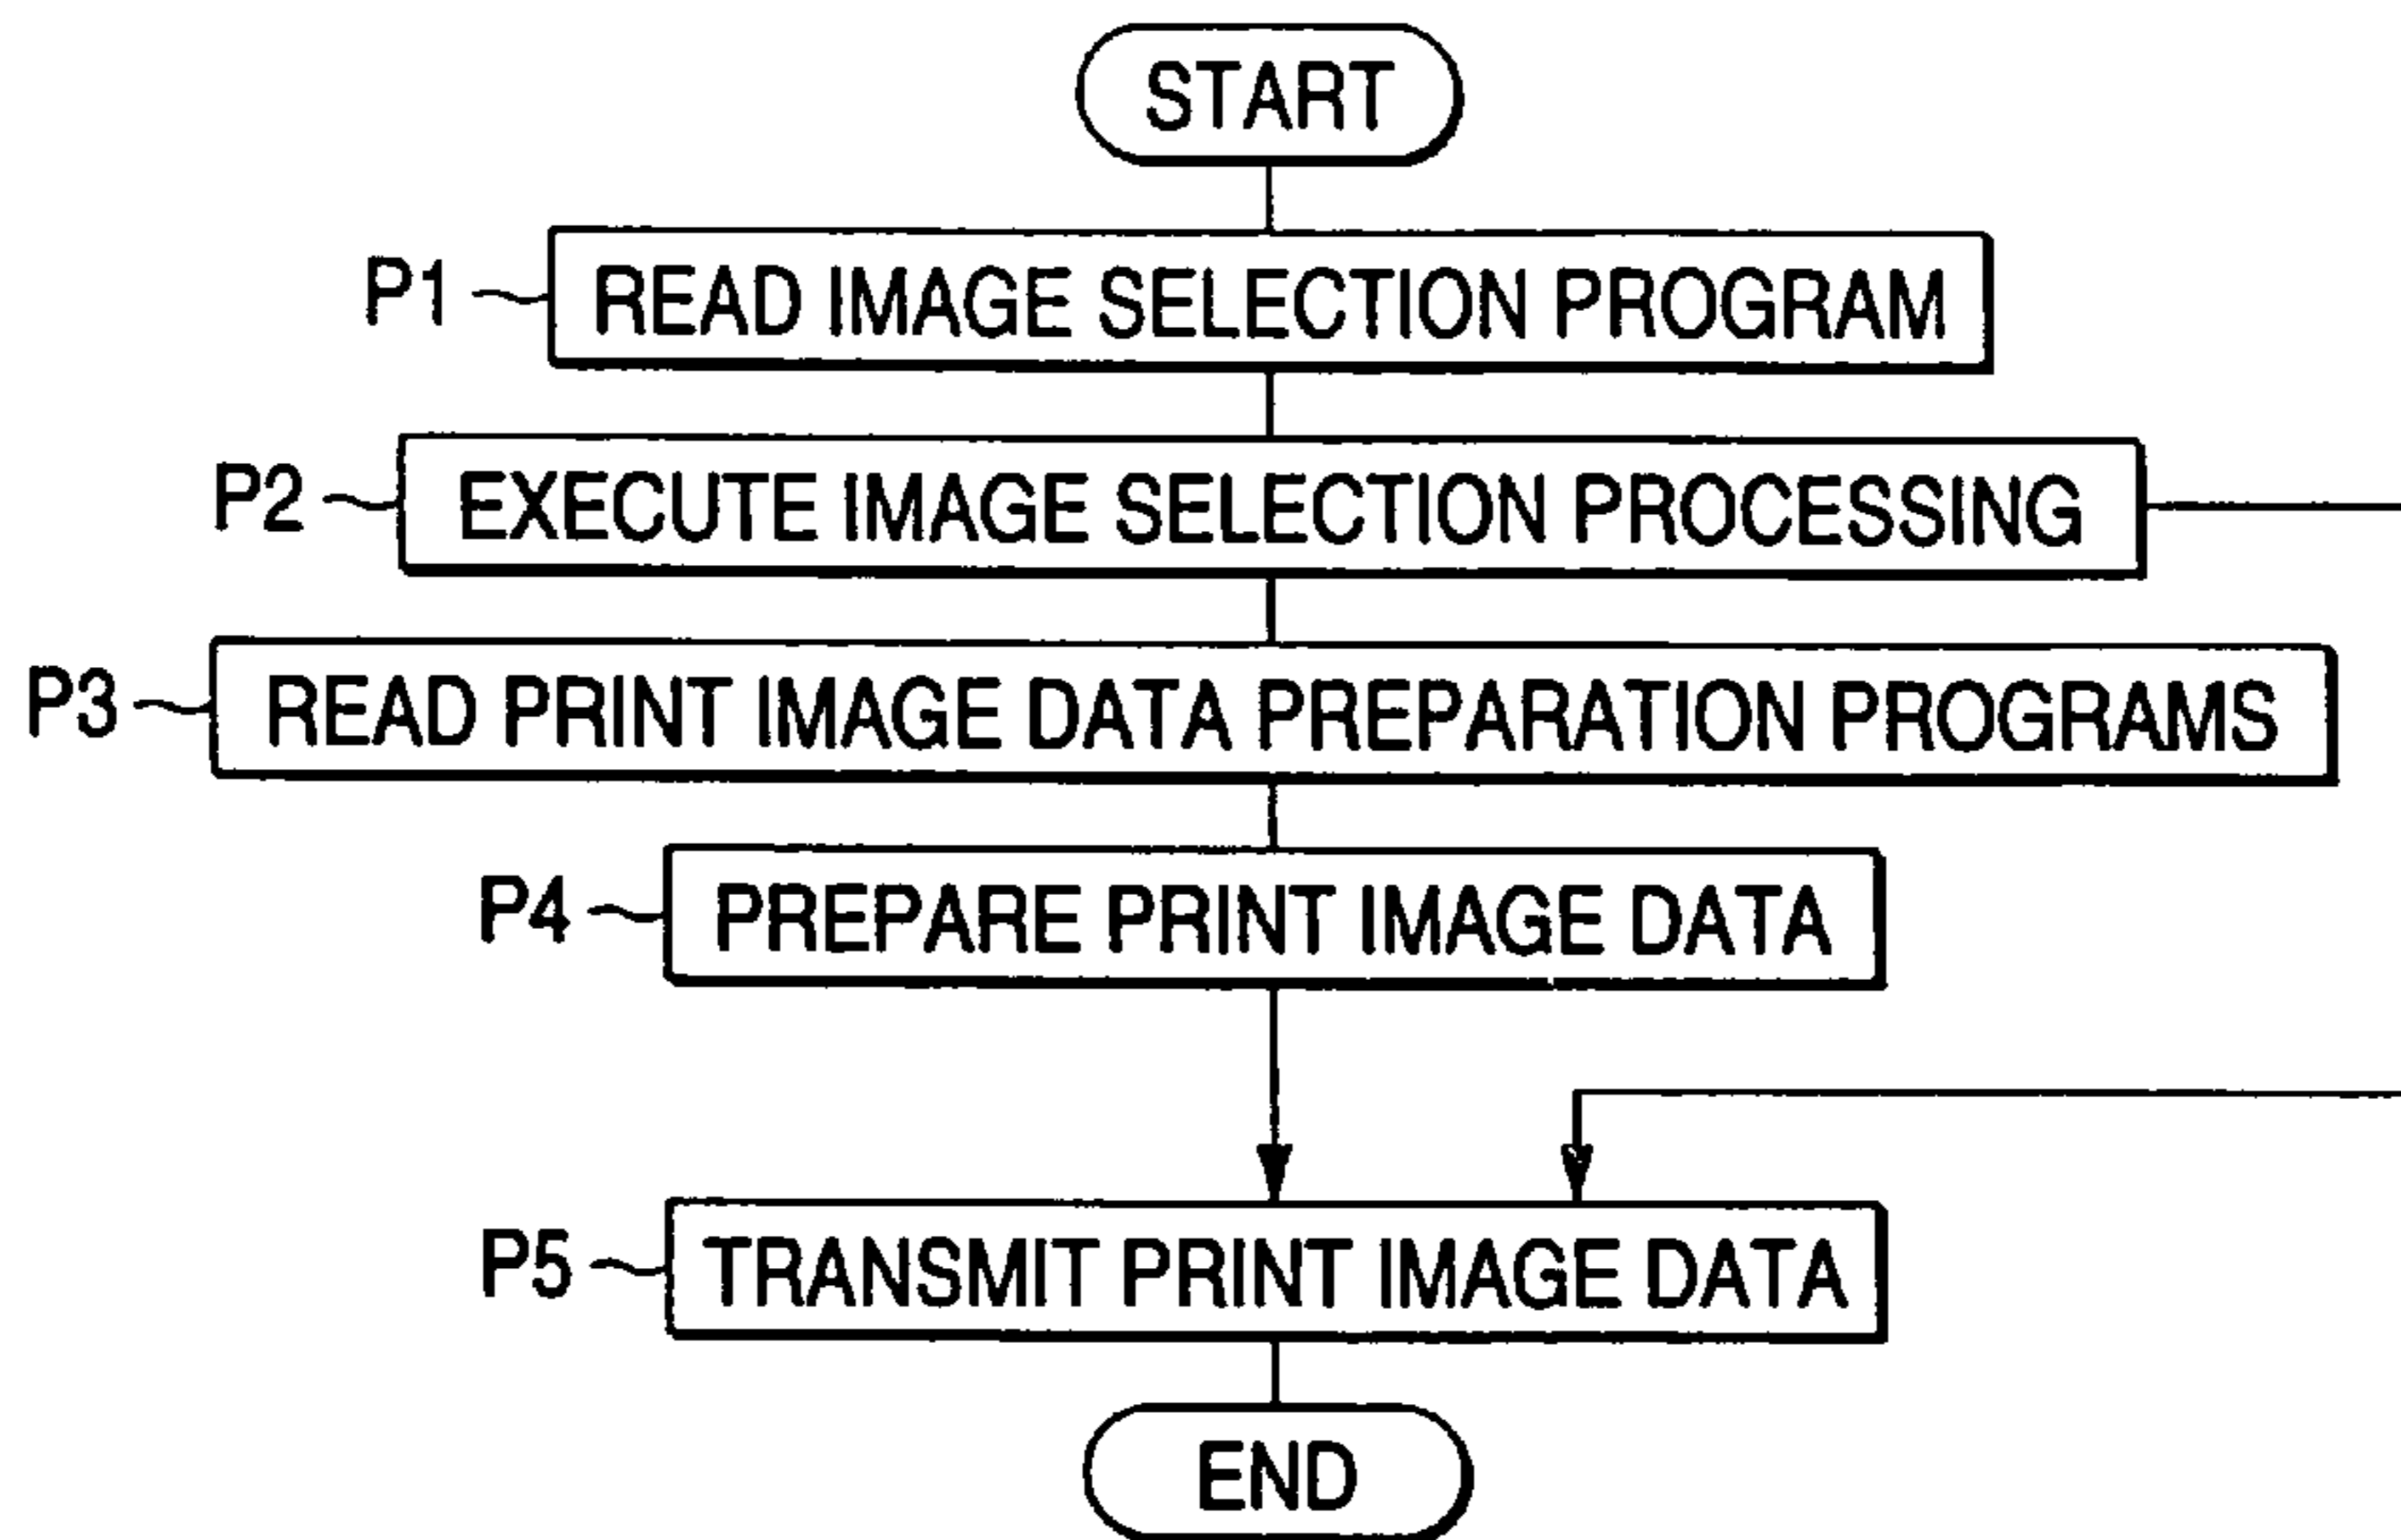 START
P1 READ IMAGE SELECTION PROGRAM
P2 EXECUTE IMAGE SELECTION PROCESSING
P3 READ PRINT IMAGE DATA PREPARATION PROGRAMS
P4 PREPARE PRINT IMAGE DATA
P5 TRANSMIT PRINT IMAGE DATA
END